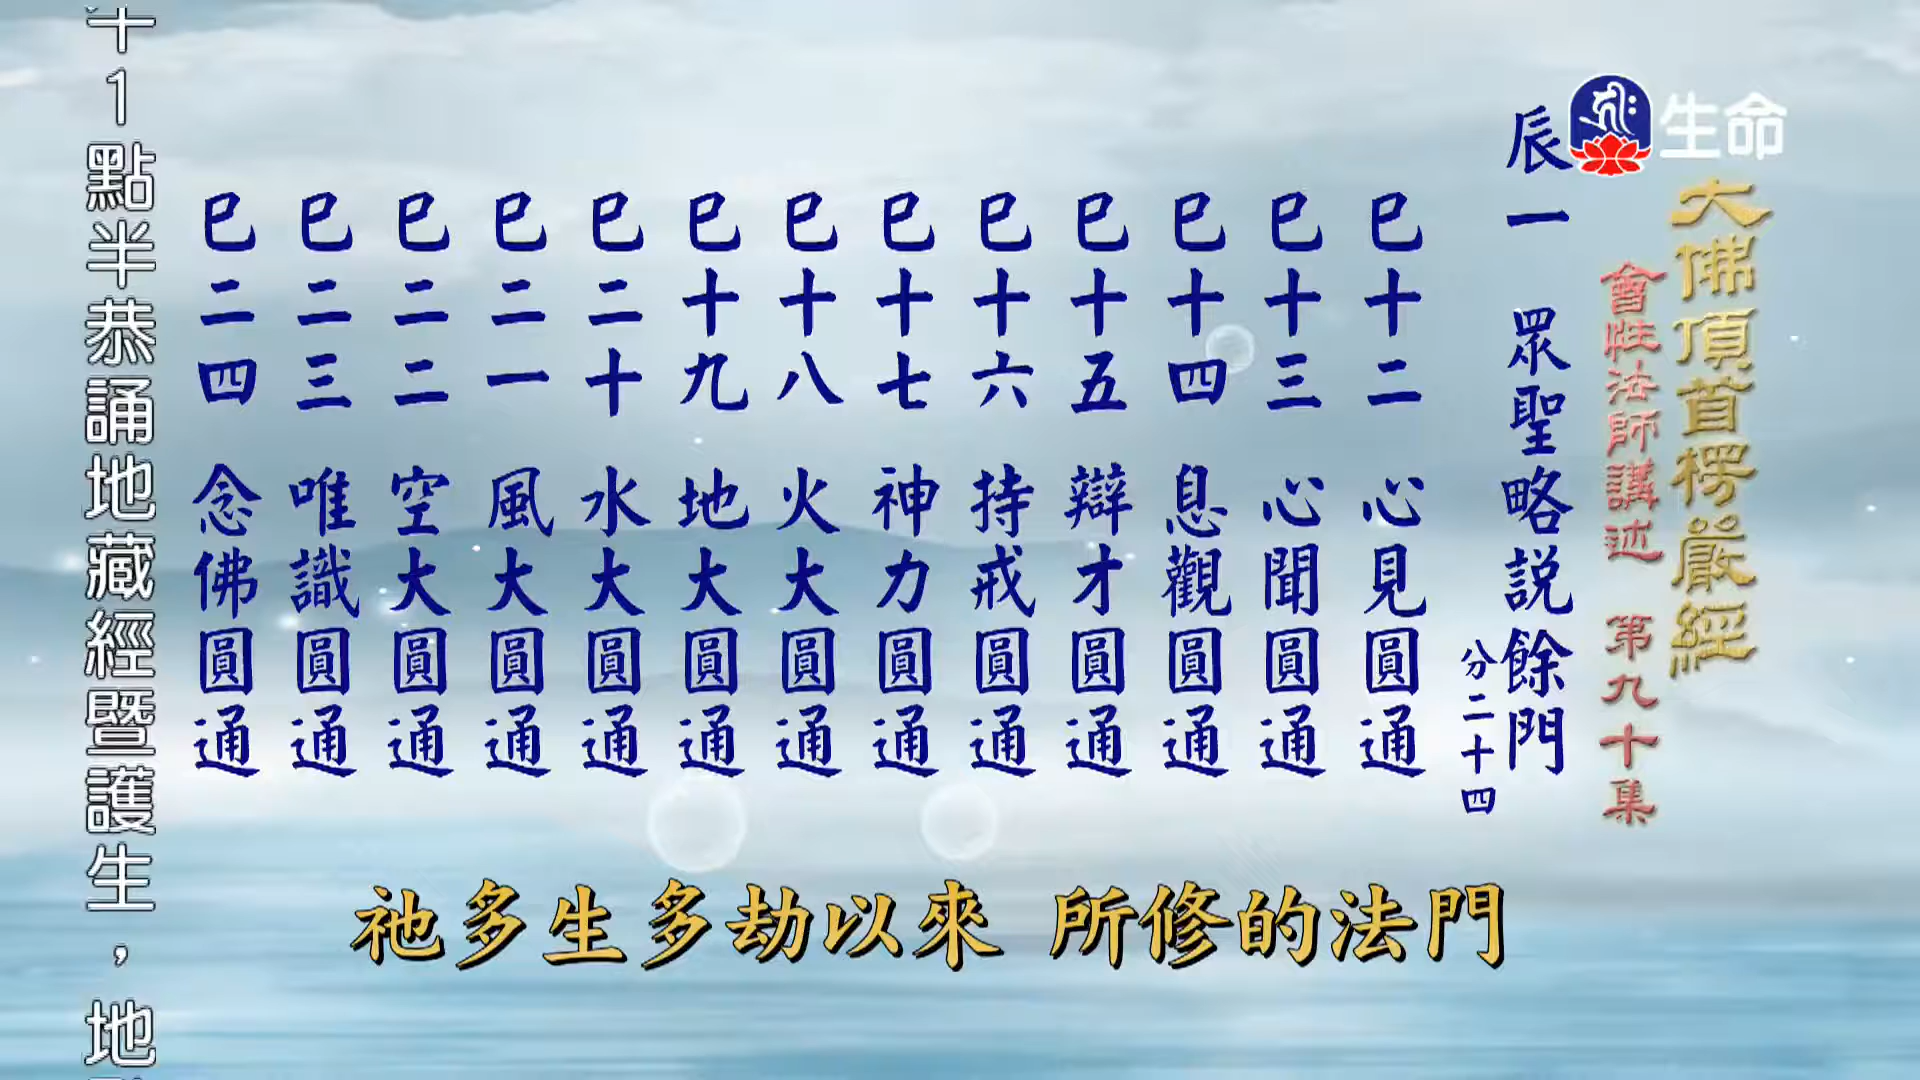 生命
大佛頂首楞嚴經
會性法師講述 第九十集
辰一 眾聖略説餘門 分二十四
巳十二 心見圓通
巳十三 心聞圓通
巳十四 息觀圓通
巳十五 辯才圓通
巳十六 持戒圓通
巳十七 神力圓通
巳十八 火大圓通
巳十九 地大圓通
巳二十 水大圓通
巳二一 風大圓通
巳二二 空大圓通
巳二三 唯識圓通
巳二四 念佛圓通
1點半恭誦地藏經暨護生，地
祂多生多劫以來 所修的法門